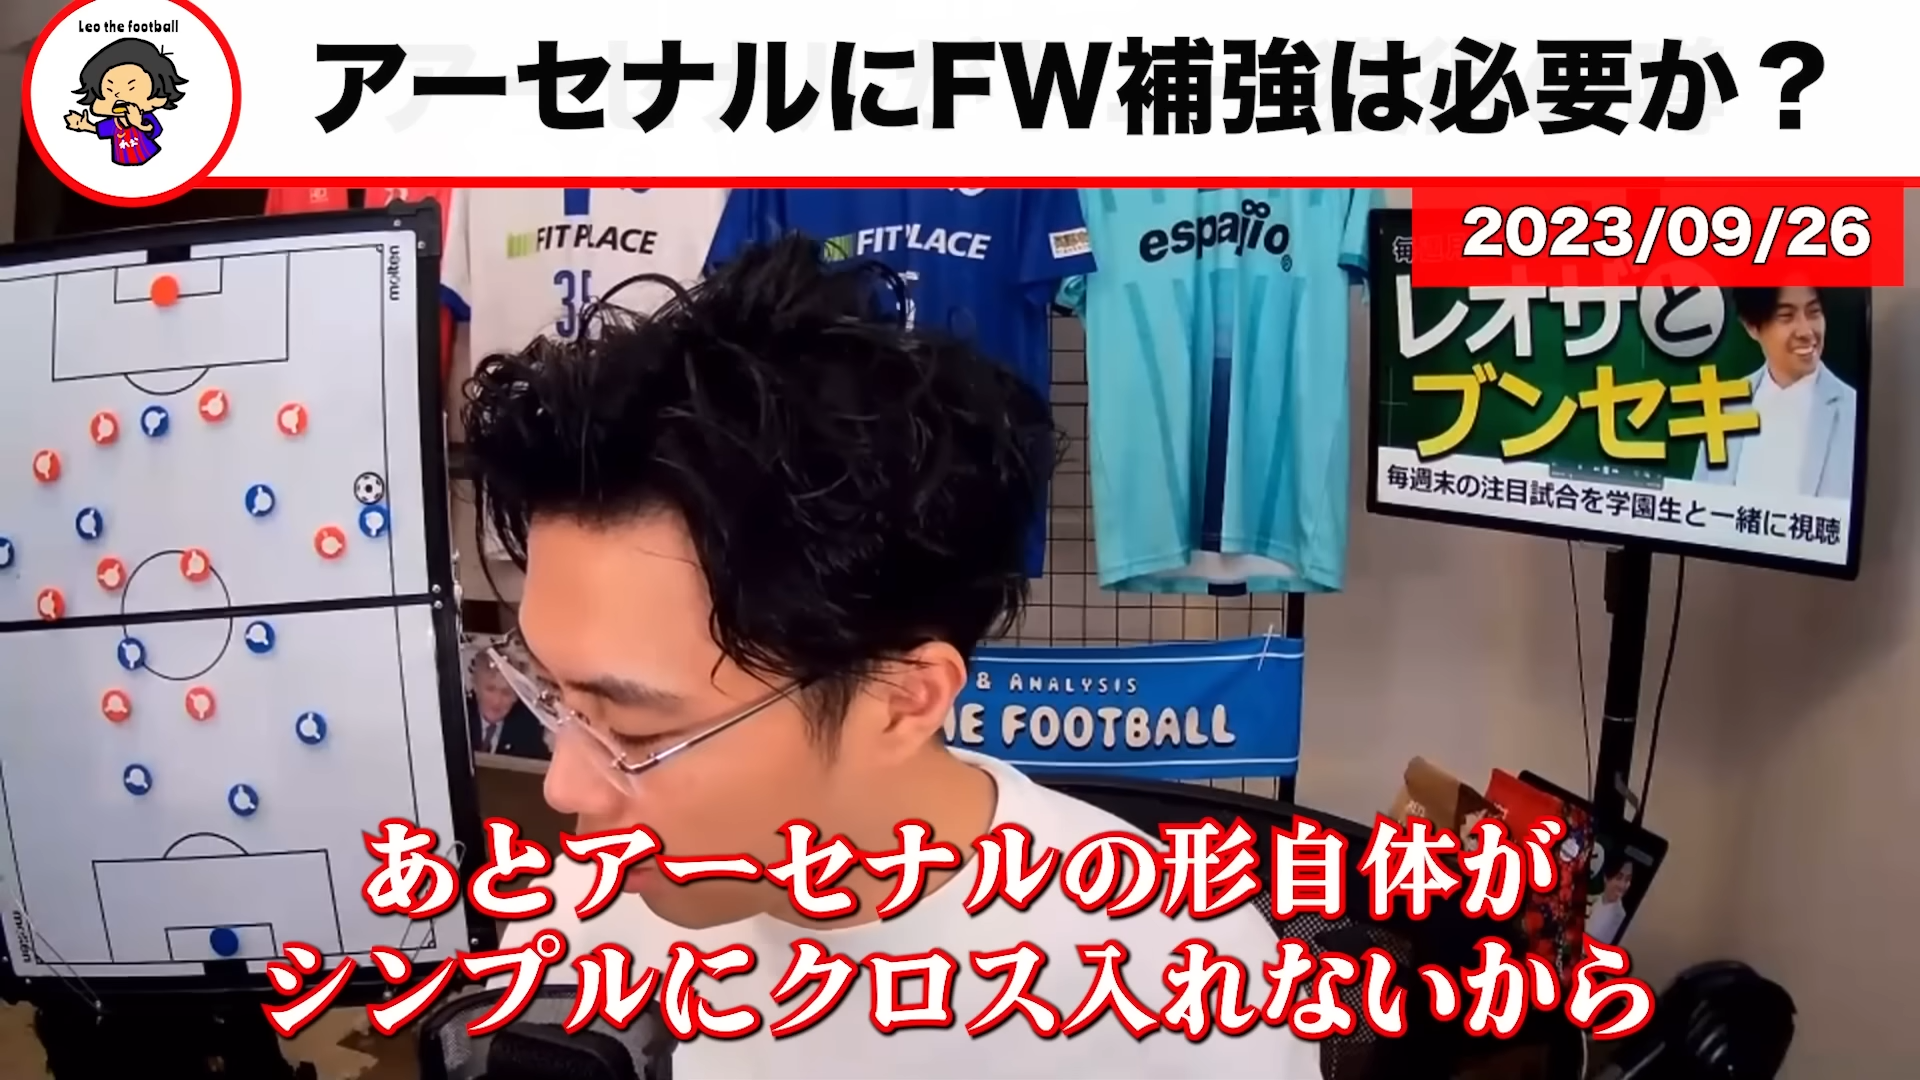 Leo the football
アーセナルにFW補強は必要か？
2023/09/26
FIT PLACE
FIT PLACE
espajio
molten
レオザと
ブンセキ
毎週末の注目試合を学園生と一緒に視聴
& ANALYSIS
HE FOOTBALL
あとアーセナルの形自体が
シンプルにクロス入れないから
molten